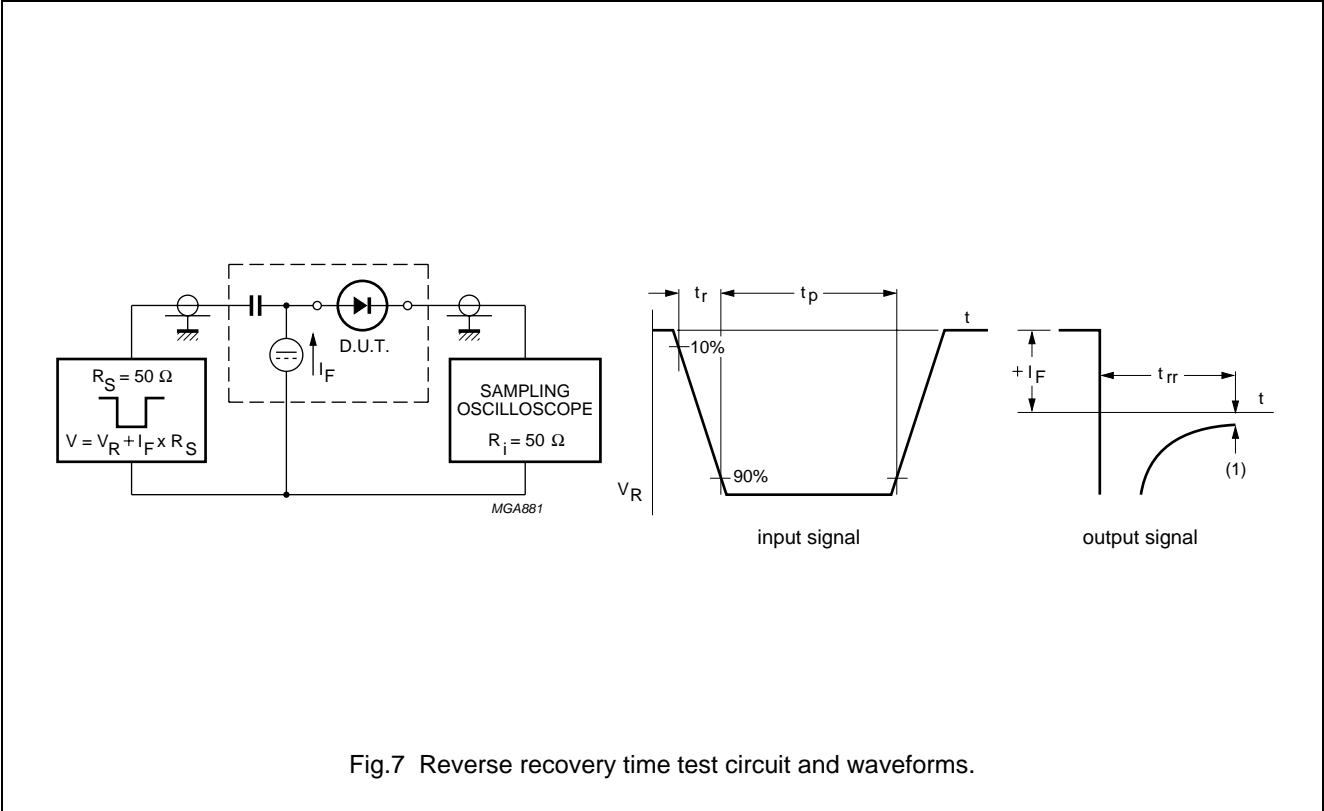 R_S = 50 Ω
V = V_R + I_F x R_S
I_F
D.U.T.
SAMPLING
OSCILLOSCOPE
R_i = 50 Ω
MGA881
t_r
t_p
t
10%
90%
V_R
input signal
+ I_F
t_rr
t
(1)
output signal
Fig.7 Reverse recovery time test circuit and waveforms.